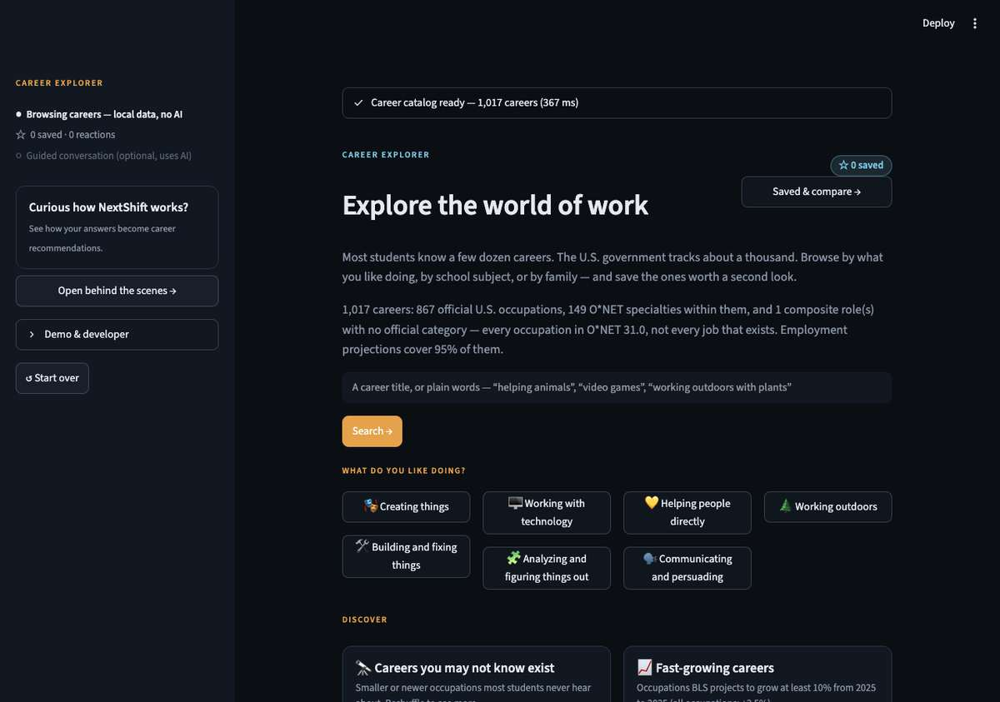 Deploy
CAREER EXPLORER
Browsing careers — local data, no AI
0 saved · 0 reactions
Guided conversation (optional, uses AI)
Curious how NextShift works?
See how your answers become career
recommendations.
Open behind the scenes →
Demo & developer
↺ Start over
Career catalog ready — 1,017 careers (367 ms)
CAREER EXPLORER
☆ 0 saved
Saved & compare →
Explore the world of work
Most students know a few dozen careers. The U.S. government tracks about a thousand. Browse by what
you like doing, by school subject, or by family — and save the ones worth a second look.
1,017 careers: 867 official U.S. occupations, 149 O*NET specialties within them, and 1 composite role(s)
with no official category — every occupation in O*NET 31.0, not every job that exists. Employment
projections cover 95% of them.
A career title, or plain words — “helping animals”, “video games”, “working outdoors with plants”
Search →
WHAT DO YOU LIKE DOING?
🎭 Creating things
🖥️ Working with
technology
💛 Helping people
directly
🌲 Working outdoors
🛠️ Building and fixing
things
🧩 Analyzing and
figuring things out
🗣️ Communicating
and persuading
DISCOVER
🔭 Careers you may not know exist
Smaller or newer occupations most students never hear
📈 Fast-growing careers
Occupations BLS projects to grow at least 10% from 2025